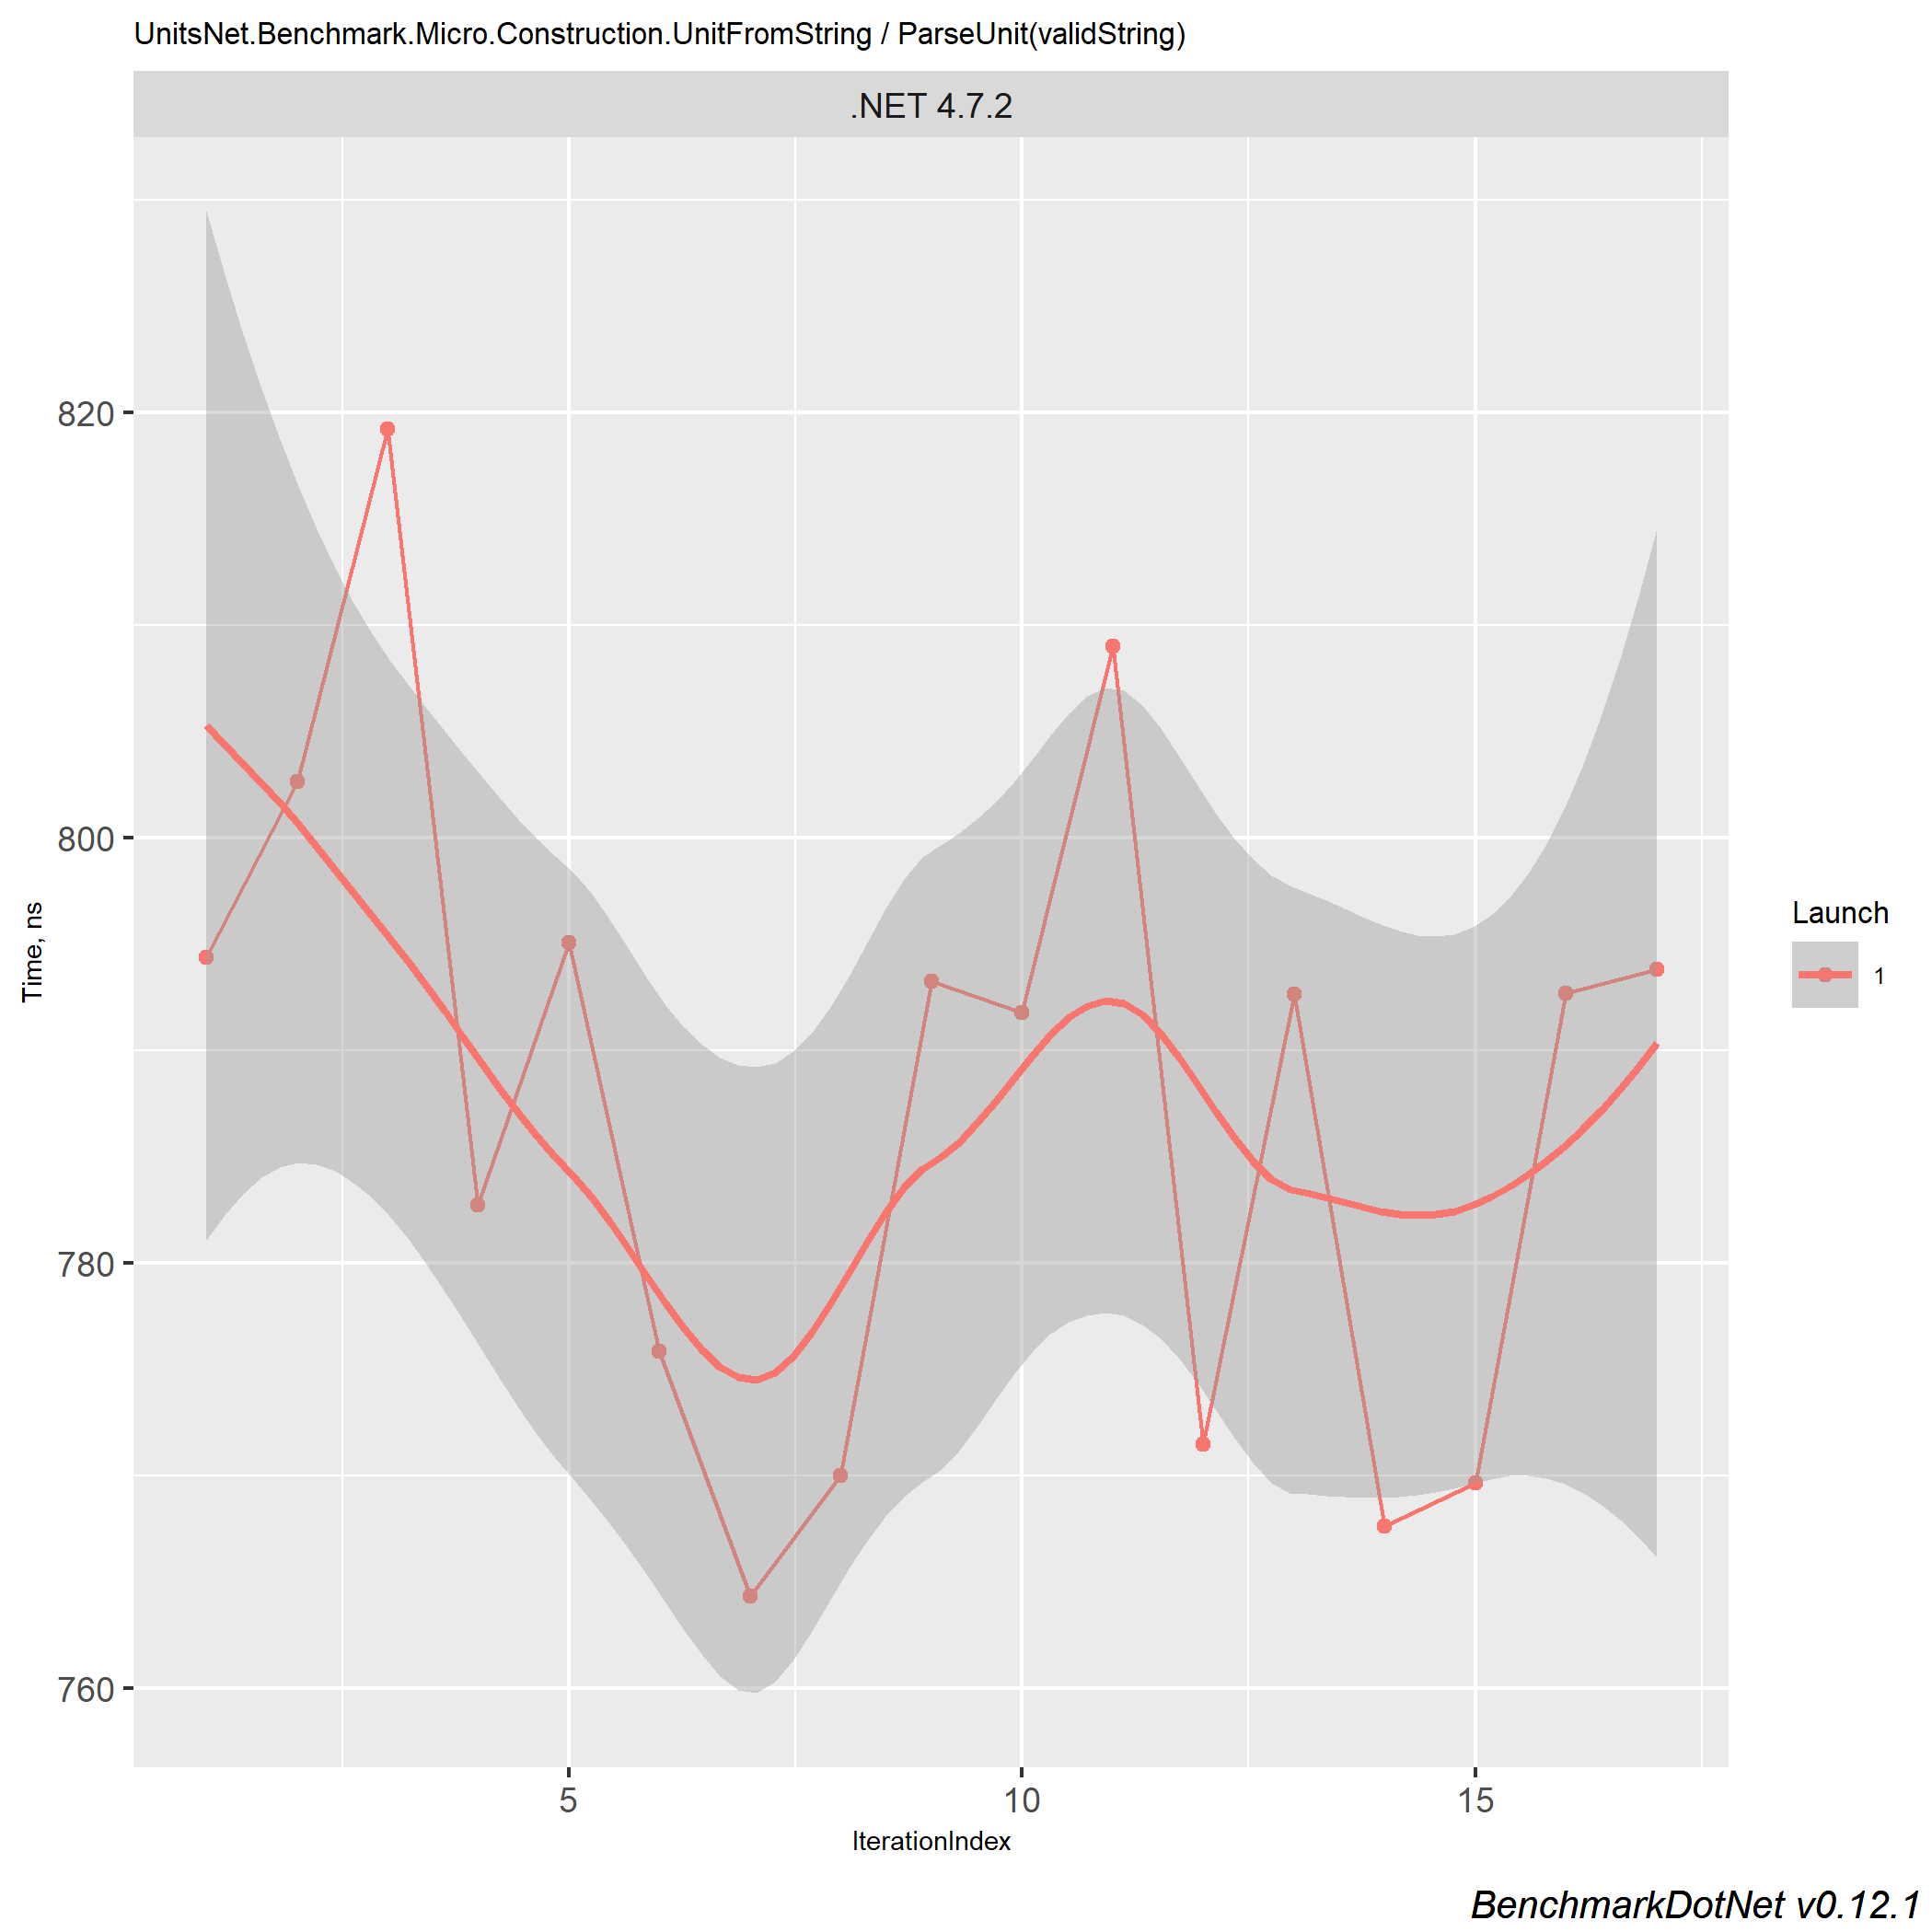 UnitsNet.Benchmark.Micro.Construction.UnitFromString / ParseUnit(validString)
.NET 4.7.2
820
800
780
760
Time, ns
5 10 15
IterationIndex
Launch
1
BenchmarkDotNet v0.12.1